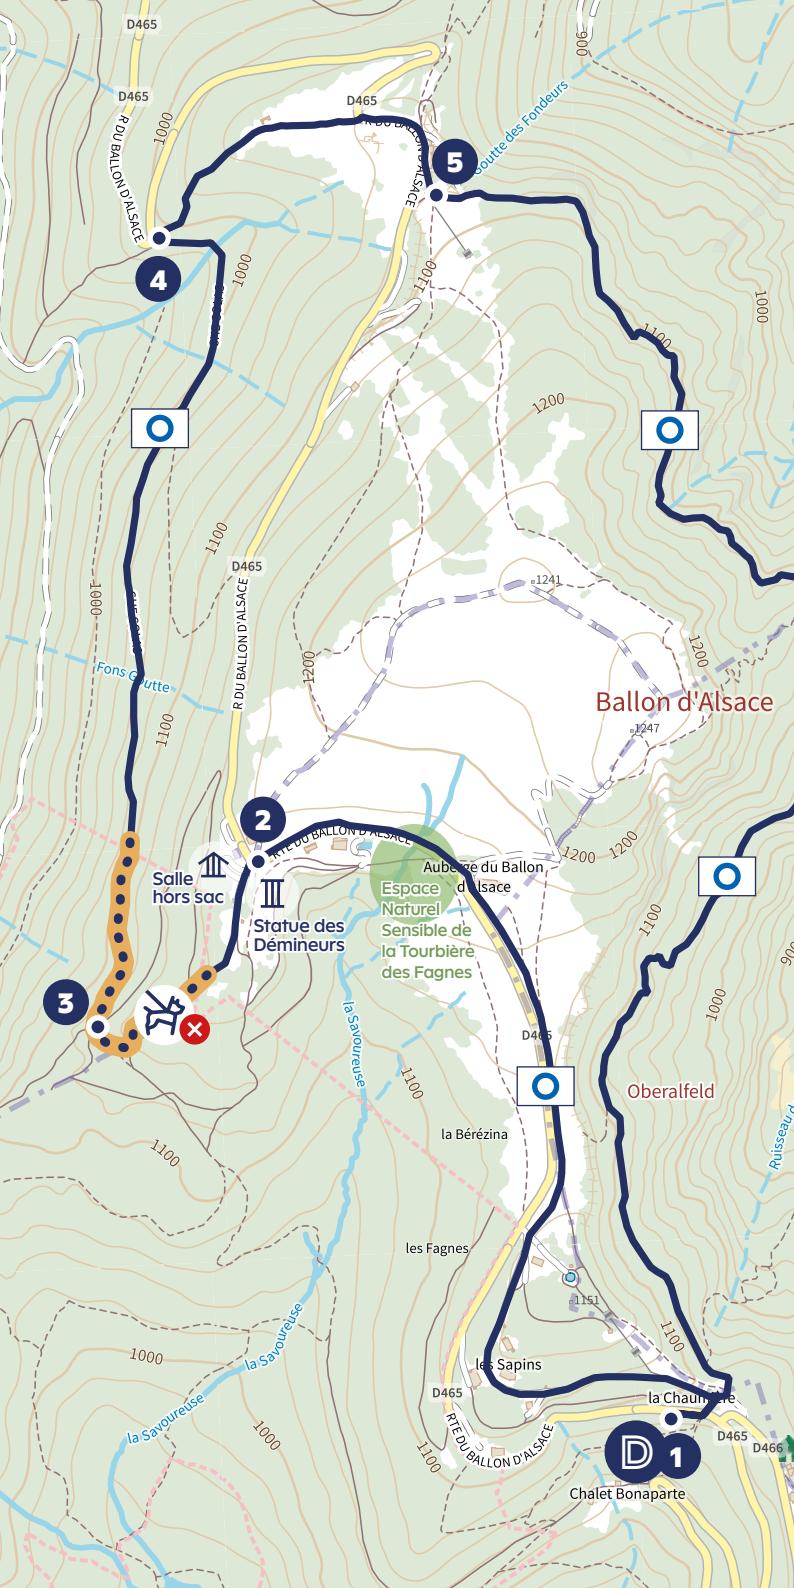 D465
900
D465
D465
1000
Goutte des Fondeurs
R DU BALLON D'ALSACE
R DU BALLON D'ALSACE
5
4
1000
1100
1000
1100
1200
1100
D465
1241
1000
R DU BALLON D'ALSACE
1200
1200
Fons Goutte
Ballon d'Alsace
1247
1100
2
RTE DU BALLON D'ALSACE
1200
1200
Auberge du Ballon
d'Alsace
Salle
hors sac
Espace
Naturel
Sensible de
la Tourbière
des Fagnes
Statue des
Démineurs
1100
900
3
1000
la Savoureuse
D465
1100
Oberalfeld
la Bérézina
Ruisseau d
1100
les Fagnes
1151
la Savoureuse
1100
1000
les Sapins
D465
la Chaumière
la Savoureuse
1000
1100
RTE DU BALLON D'ALSACE
D465
D466
D
1
Chalet Bonaparte